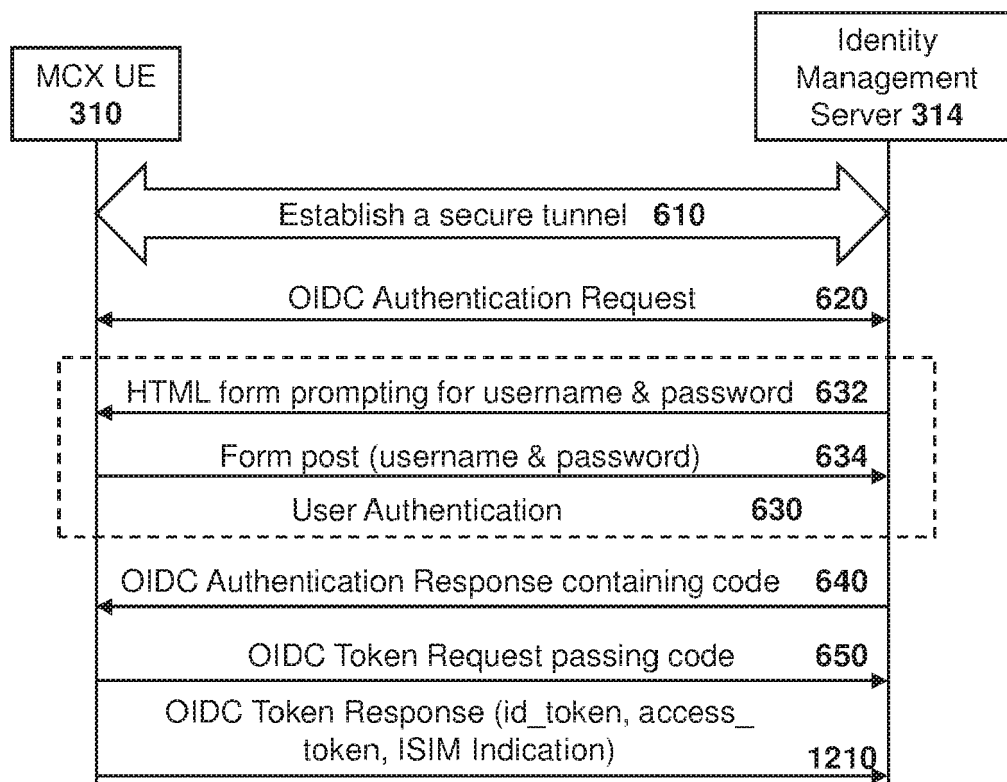 MCX UE
310
Identity
Management
Server 314
Establish a secure tunnel 610
OIDC Authentication Request 620
HTML form prompting for username & password 632
Form post (username & password) 634
User Authentication 630
OIDC Authentication Response containing code 640
OIDC Token Request passing code 650
OIDC Token Response (id_token, access_
token, ISIM Indication) 1210